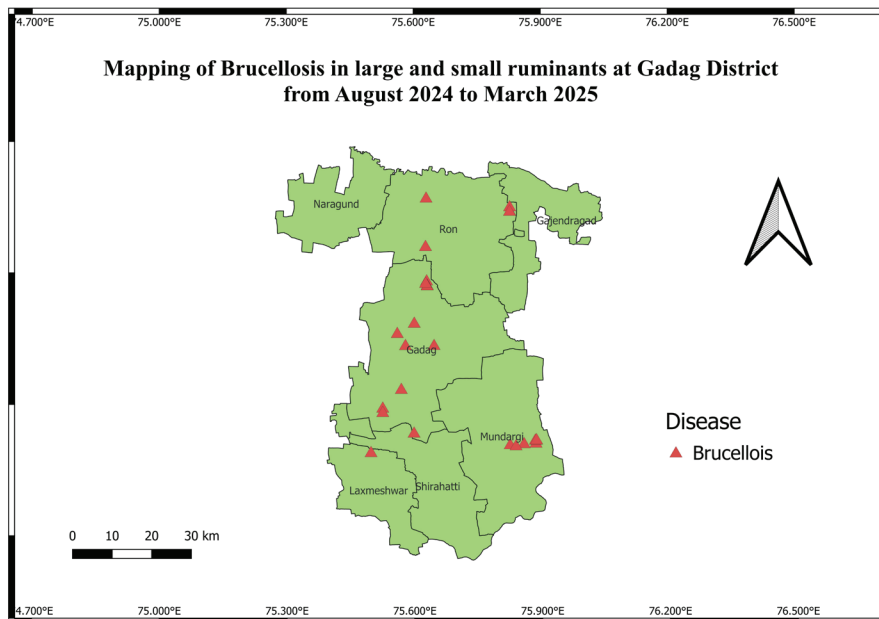 4.700°E 75.000°E 75.300°E 75.600°E 75.900°E 76.200°E 76.500°E
Mapping of Brucellosis in large and small ruminants at Gadag District
from August 2024 to March 2025
Naragund
Ron
Gajendragad
Gadag
Mundargi
Laxmeshwar
Shirahatti
Disease
Brucellois
0 10 20 30 km
4.700°E 75.000°E 75.300°E 75.600°E 75.900°E 76.200°E 76.500°E